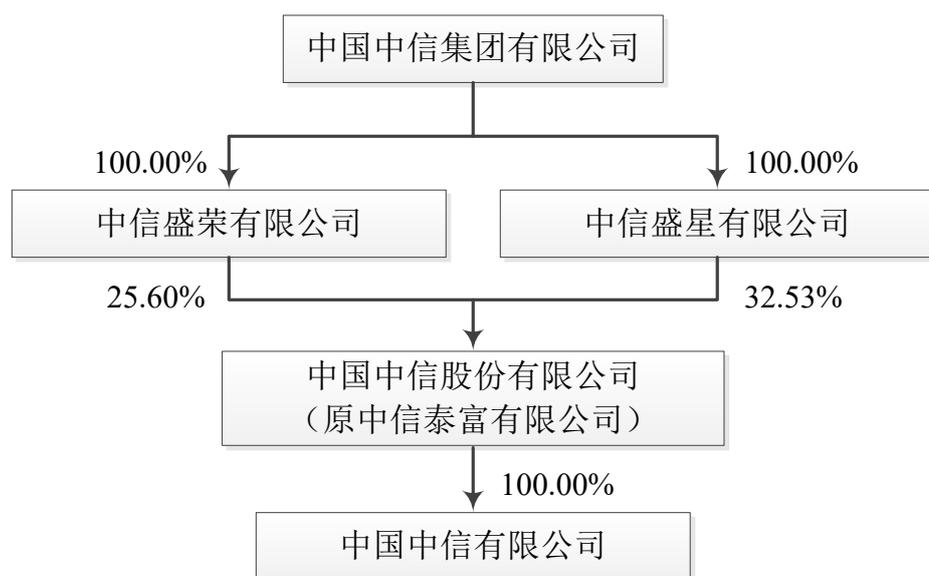 中国中信集团有限公司
100.00%
100.00%
中信盛荣有限公司
中信盛星有限公司
25.60%
32.53%
中国中信股份有限公司
（原中信泰富有限公司）
100.00%
中国中信有限公司